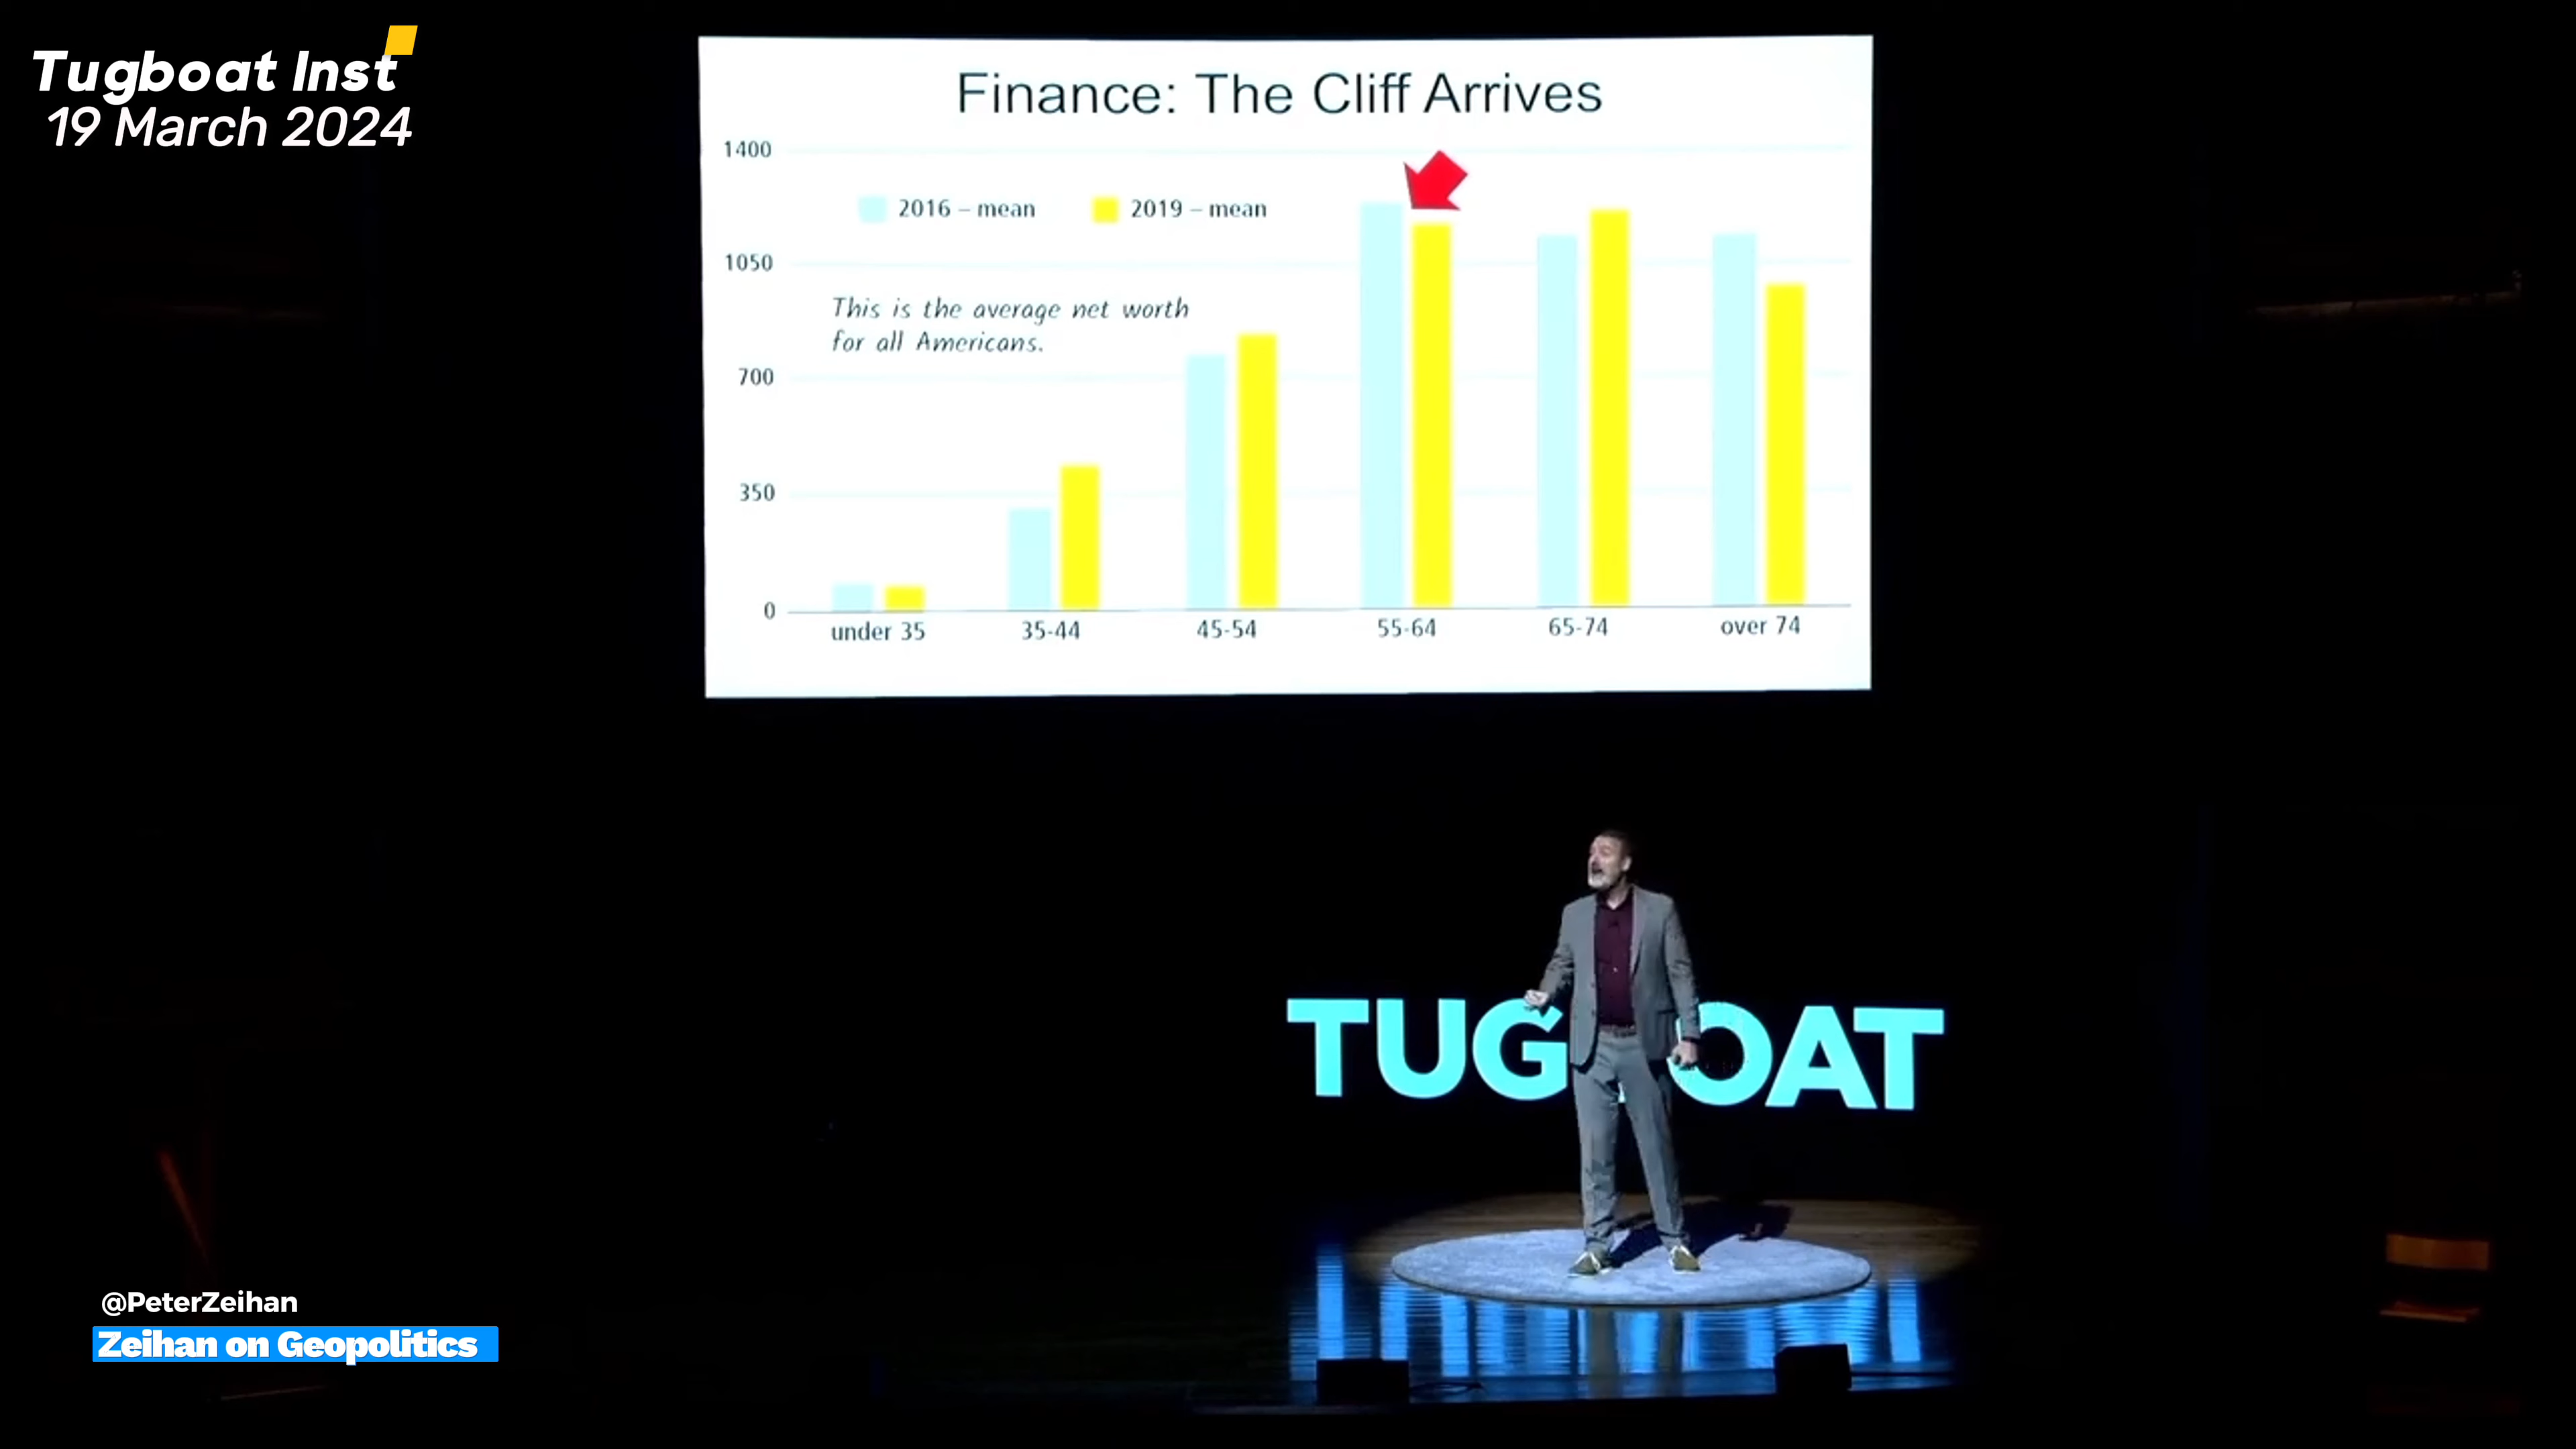 Tugboat Inst
19 March 2024
Finance: The Cliff Arrives
1400
2016 – mean
2019 – mean
1050
This is the average net worth
for all Americans.
700
350
0
under 35
35-44
45-54
55-64
65-74
over 74
TUG OAT
@PeterZeihan
Zeihan on Geopolitics